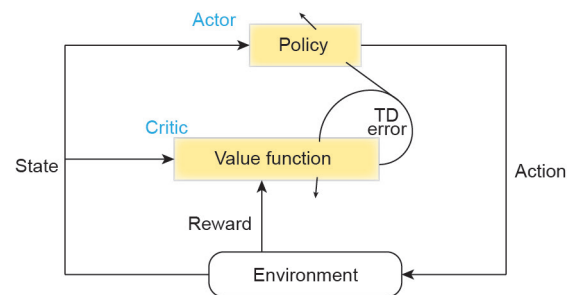 Actor
Policy
TD
error
Critic
Value function
State
Action
Reward
Environment